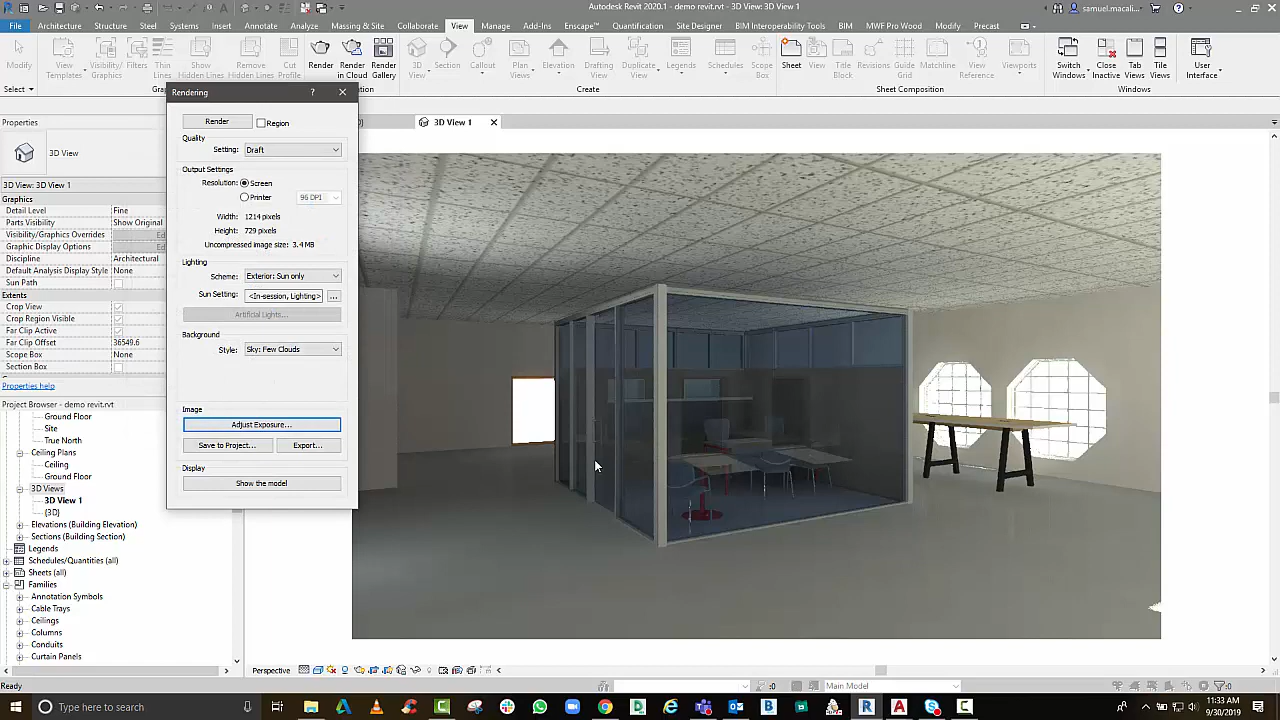 Autodesk Revit 2020.1 - demo revit.rvt - 3D View: 3D View 1
samuel.macali...
File Architecture Structure Steel Systems Insert Annotate Analyze Massing & Site Collaborate View Manage Add-Ins Enscape™ Quantification Site Designer BIM Interoperability Tools BIM MWF Pro Wood Modify Precast
Modify
View Templates
Visibility/ Graphics
Filters
Thin Lines
Show Hidden Lines
Remove Hidden Lines
Cut Profile
Render
Render in Cloud
Render Gallery
3D View
Section
Callout
Plan Views
Elevation
Drafting View
Duplicate View
Legends
Schedules
Scope Box
Sheet
View
Title Block
Revisions
Guide Grid
Matchline
View Reference
Viewports
Switch Windows
Close Inactive
Tab Views
Tile Views
User Interface
Select
Create
Sheet Composition
Windows
Rendering
Render
Region
Quality
Setting: Draft
Output Settings
Resolution: Screen
Printer 96 DPI
Width: 1214 pixels
Height: 729 pixels
Uncompressed image size: 3.4 MB
Lighting
Scheme: Exterior: Sun only
Sun Setting: <In-session, Lighting> ...
Artificial Lights...
Background
Style: Sky: Few Clouds
Image
Adjust Exposure...
Save to Project... Export...
Display
Show the model
3D View 1
Properties
3D View
3D View: 3D View 1
Graphics
Detail Level Fine
Parts Visibility Show Original
Visibility/Graphics Overrides Ed
Graphic Display Options Ed
Discipline Architectural
Default Analysis Display Style None
Sun Path
Extents
Crop View
Crop Region Visible
Far Clip Active
Far Clip Offset 36549.6
Scope Box None
Section Box
Properties help
Project Browser - demo revit.rvt
Ground Floor
Site
True North
Ceiling Plans
Ceiling
Ground Floor
3D Views
3D View 1
{3D}
Elevations (Building Elevation)
Sections (Building Section)
Legends
Schedules/Quantities (all)
Sheets (all)
Families
Annotation Symbols
Cable Trays
Ceilings
Columns
Conduits
Curtain Panels
Perspective
Ready
:0
Main Model
:0
Type here to search
11:33 AM
9/30/2019